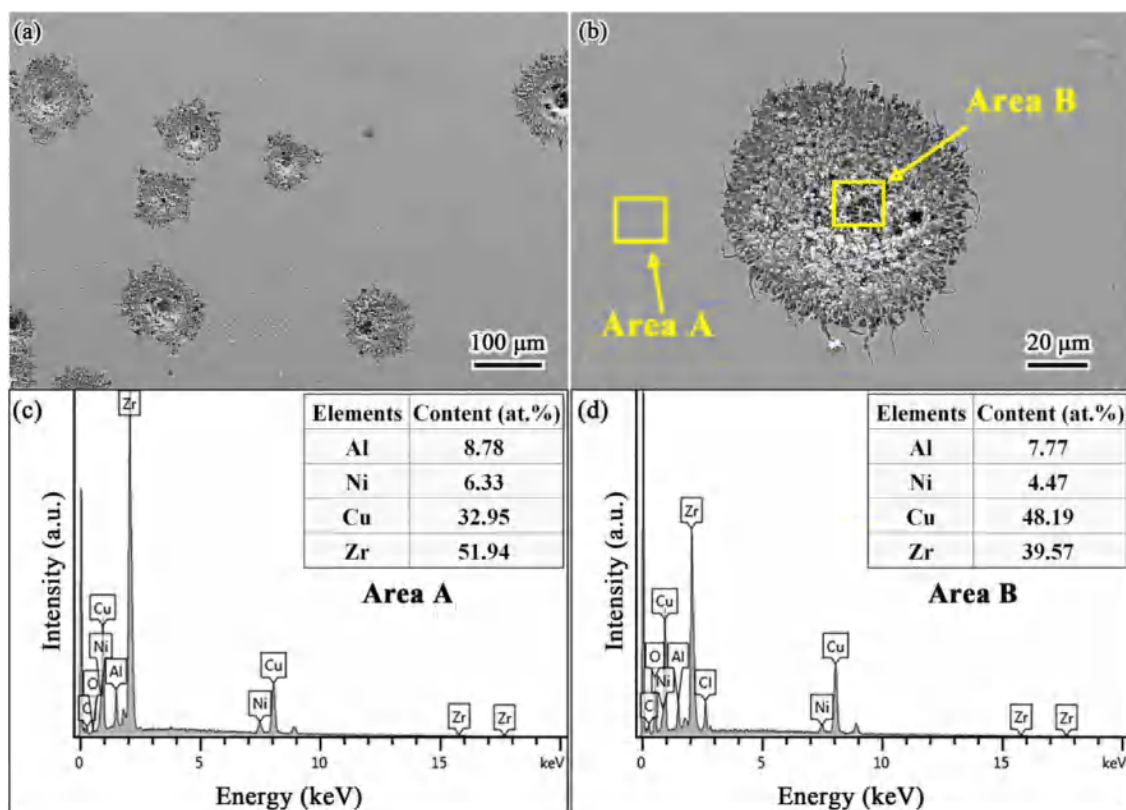 (a)
100 μm
(b)
Area B
Area A
20 μm
(c)
Intensity (a.u.)
Zr
Cu
Ni
O
Al
C
Cu
Ni
Zr
Zr
Elements Content (at.%)
Al 8.78
Ni 6.33
Cu 32.95
Zr 51.94
Area A
0 5 10 15 keV
Energy (keV)
(d)
Intensity (a.u.)
Zr
Cu
O
Al
Ni
Cl
C
Cu
Ni
Zr
Zr
Elements Content (at.%)
Al 7.77
Ni 4.47
Cu 48.19
Zr 39.57
Area B
0 5 10 15 keV
Energy (keV)